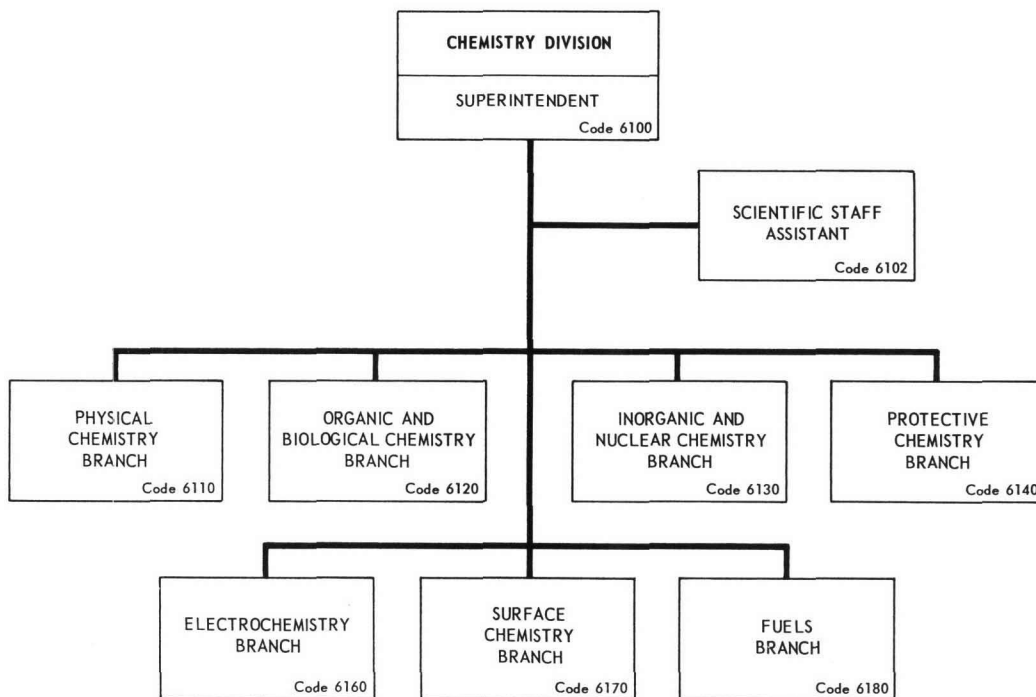 CHEMISTRY DIVISION
SUPERINTENDENT
Code 6100
SCIENTIFIC STAFF
ASSISTANT
Code 6102
PHYSICAL
CHEMISTRY
BRANCH
Code 6110
ORGANIC AND
BIOLOGICAL CHEMISTRY
BRANCH
Code 6120
INORGANIC AND
NUCLEAR CHEMISTRY
BRANCH
Code 6130
PROTECTIVE
CHEMISTRY
BRANCH
Code 6140
ELECTROCHEMISTRY
BRANCH
Code 6160
SURFACE
CHEMISTRY
BRANCH
Code 6170
FUELS
BRANCH
Code 6180